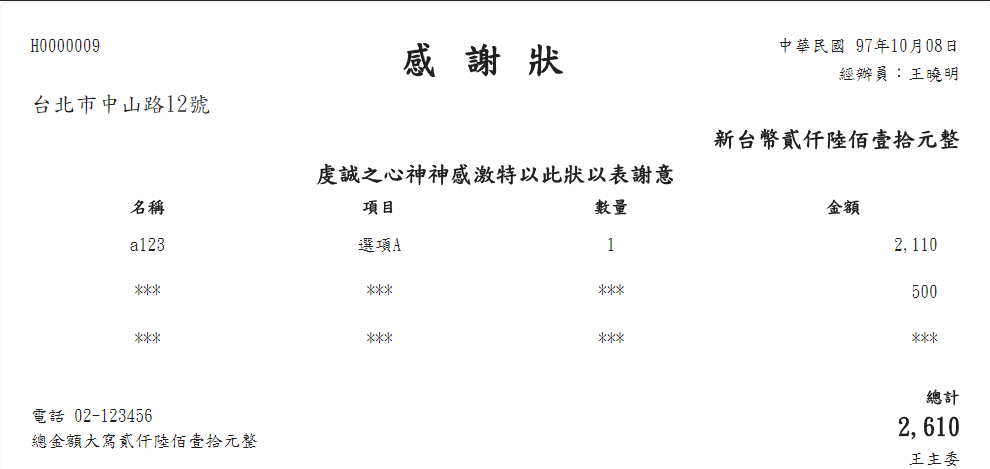 H0000009
感謝狀
中華民國 97年10月08日
經辦員：王曉明
台北市中山路12號
新台幣貳仟陸佰壹拾元整
虔誠之心神神感激特以此狀以表謝意
名稱 項目 數量 金額
a123 選項A 1 2,110
*** *** *** 500
*** *** *** ***
總計
電話 02-123456
2,610
總金額大寫貳仟陸佰壹拾元整
王主委